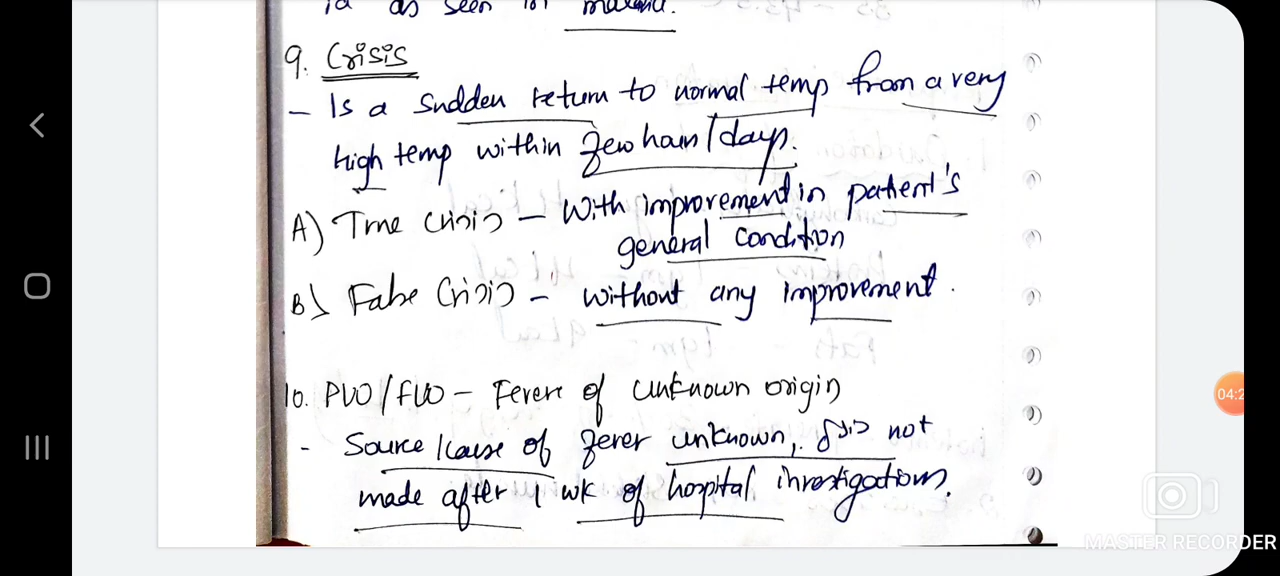 as seen
9. Crisis
- Is a sudden return to normal temp from a very
high temp within few hours/days.
A) True Crisis - With improvement in patient's
general condition
B) False Crisis - without any improvement.
10. PUO/FUO - Fever of unknown origin
- Source/cause of fever unknown, not
made after 1 wk of hospital investigations.
04:2
MASTER RECORDER